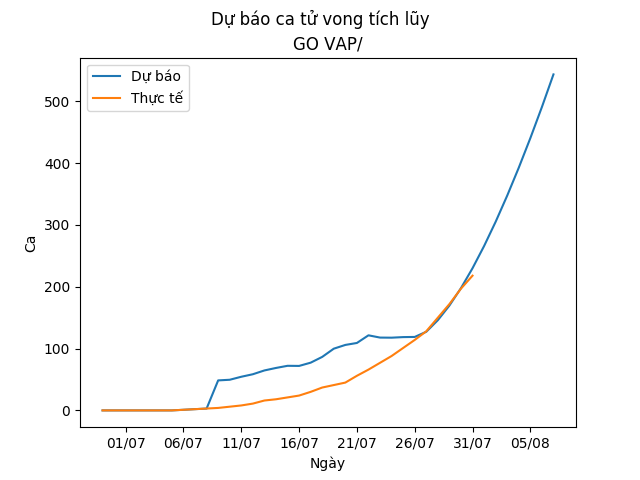 Dự báo ca tử vong tích lũy
GO VAP/
Dự báo
Thực tế
500
400
300
200
100
0
Ca
01/07 06/07 11/07 16/07 21/07 26/07 31/07 05/08
Ngày